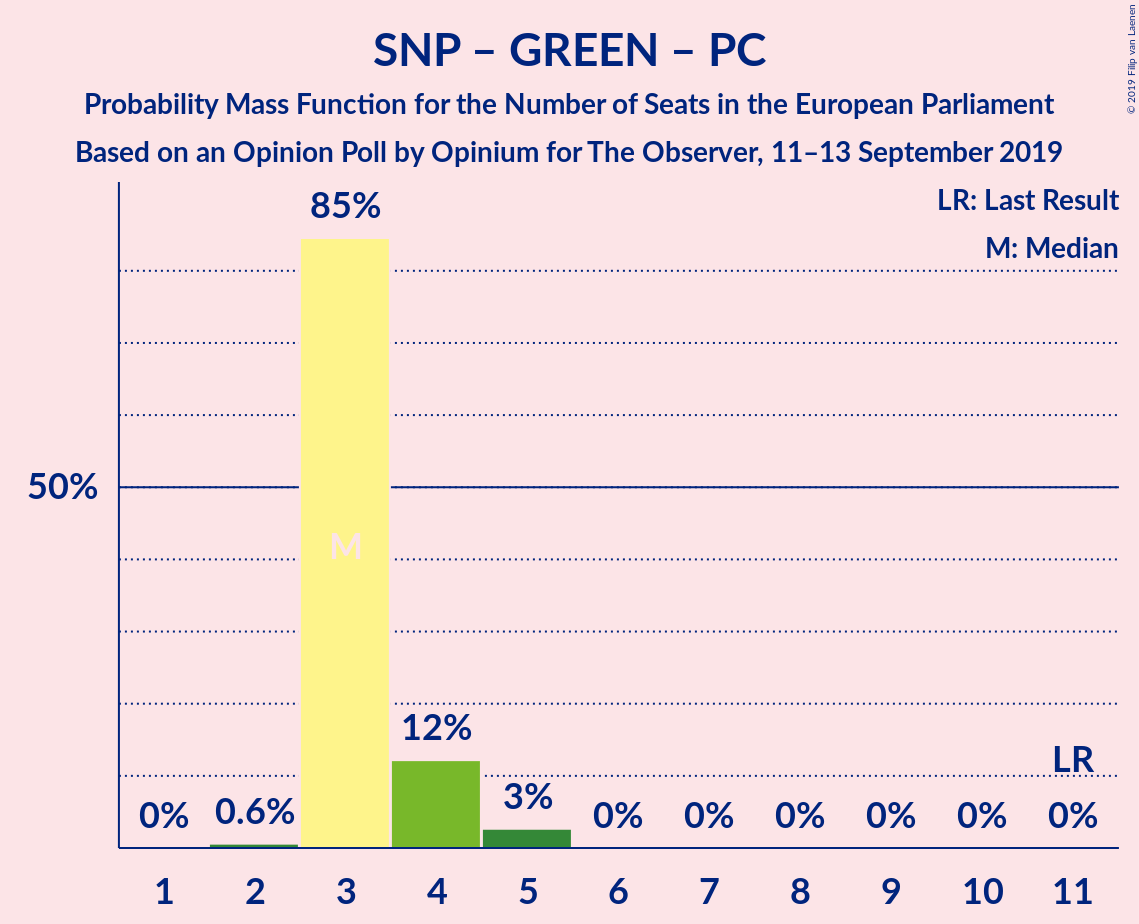 SNP – GREEN – PC
Probability Mass Function for the Number of Seats in the European Parliament
Based on an Opinion Poll by Opinium for The Observer, 11–13 September 2019
© 2019 Filip van Laenen
LR: Last Result
M: Median
85%
50%
M
12%
LR
0% 0.6% 3% 0% 0% 0% 0% 0% 0%
1 2 3 4 5 6 7 8 9 10 11